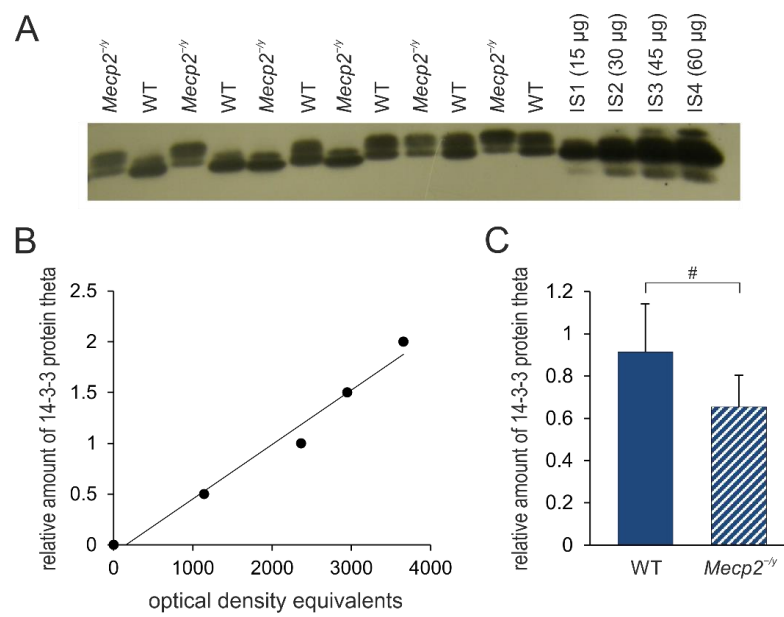 A
Mecp2⁻/ʸ
WT
Mecp2⁻/ʸ
WT
Mecp2⁻/ʸ
WT
Mecp2⁻/ʸ
WT
Mecp2⁻/ʸ
WT
Mecp2⁻/ʸ
WT
IS1 (15 µg)
IS2 (30 µg)
IS3 (45 µg)
IS4 (60 µg)
B
relative amount of 14-3-3 protein theta
2.5
2
1.5
1
0.5
0
0 1000 2000 3000 4000
optical density equivalents
C
relative amount of 14-3-3 protein theta
#
1.2
1
0.8
0.6
0.4
0.2
0
WT Mecp2⁻/ʸ